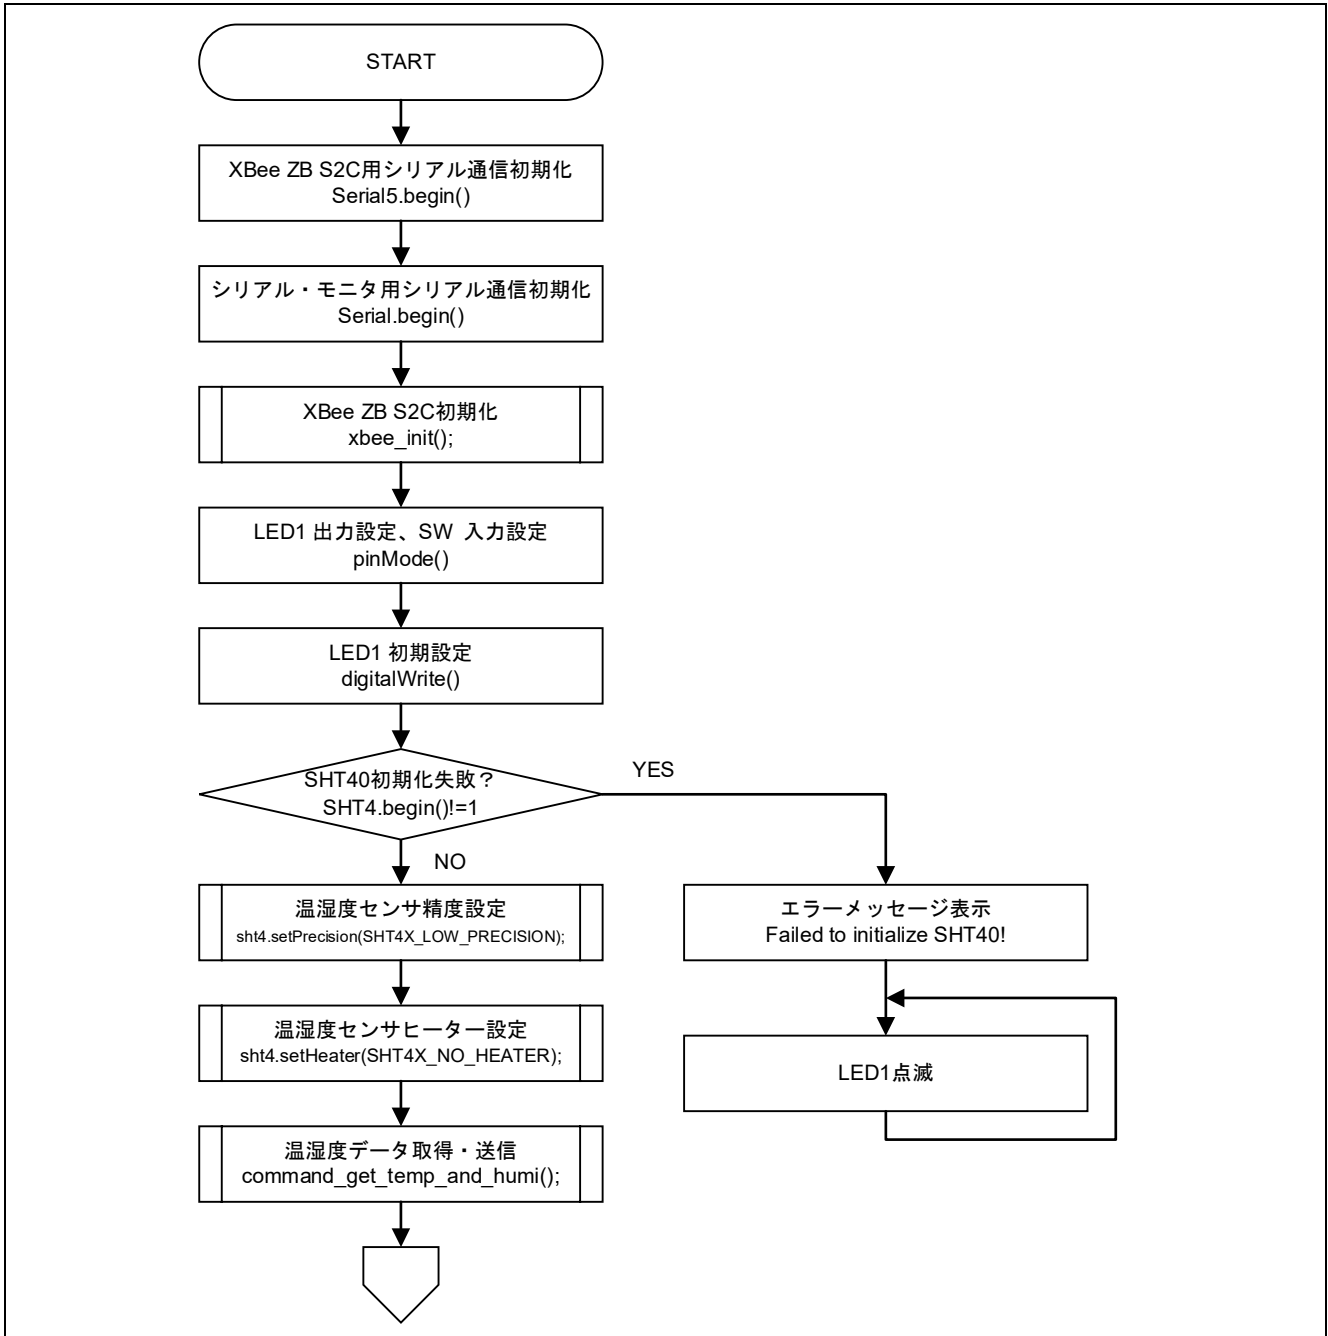 START
XBee ZB S2C用シリアル通信初期化
Serial5.begin()
シリアル・モニタ用シリアル通信初期化
Serial.begin()
XBee ZB S2C初期化
xbee_init();
LED1 出力設定、SW 入力設定
pinMode()
LED1 初期設定
digitalWrite()
SHT40初期化失敗？
SHT4.begin()!=1
YES
NO
温湿度センサ精度設定
sht4.setPrecision(SHT4X_LOW_PRECISION);
エラーメッセージ表示
Failed to initialize SHT40!
温湿度センサヒーター設定
sht4.setHeater(SHT4X_NO_HEATER);
LED1点滅
温湿度データ取得・送信
command_get_temp_and_humi();